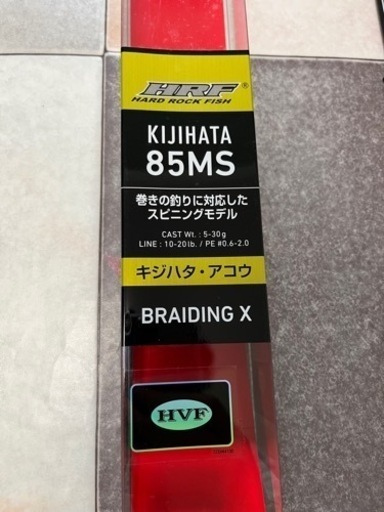 HRF®
HARD ROCK FISH
KIJIHATA
85MS
巻きの釣りに対応した
スピニングモデル
CAST Wt. : 5-30g
LINE : 10-20lb. / PE #0.6-2.0
キジハタ・アコウ
BRAIDING X
HVF